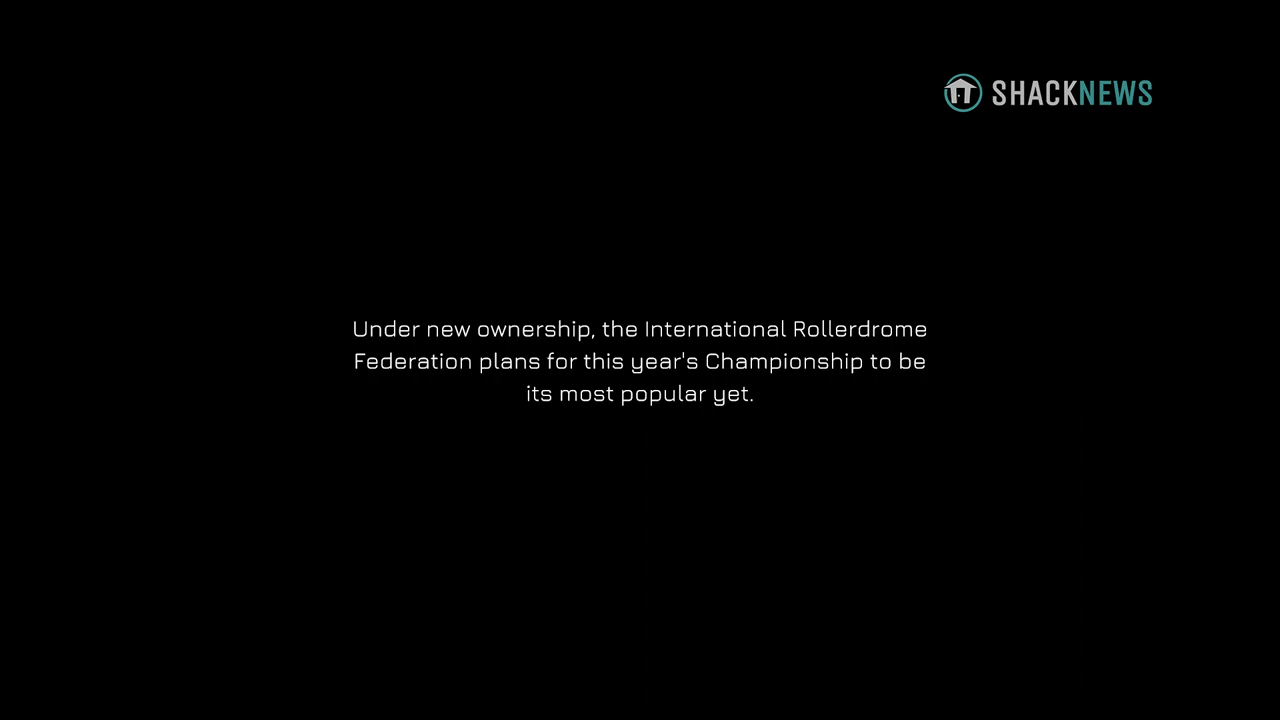 SHACKNEWS
Under new ownership, the International Rollerdrome
Federation plans for this year's Championship to be
its most popular yet.